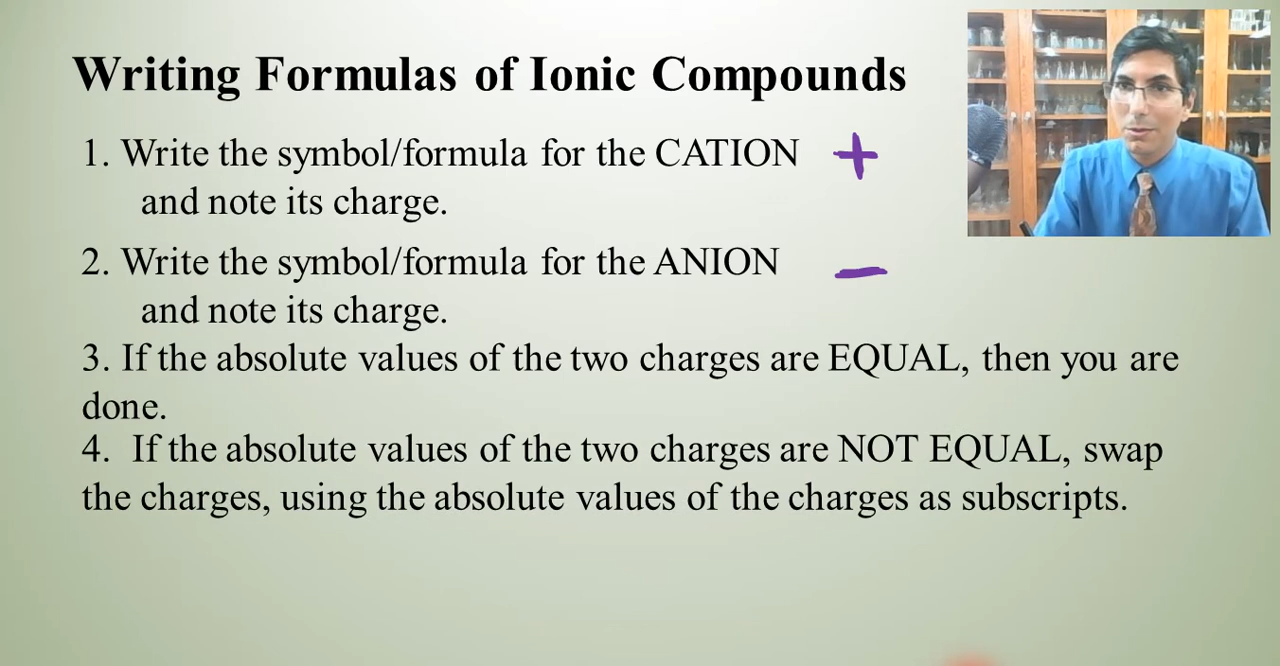 Writing Formulas of Ionic Compounds
1. Write the symbol/formula for the CATION +
and note its charge.
2. Write the symbol/formula for the ANION −
and note its charge.
3. If the absolute values of the two charges are EQUAL, then you are
done.
4. If the absolute values of the two charges are NOT EQUAL, swap
the charges, using the absolute values of the charges as subscripts.